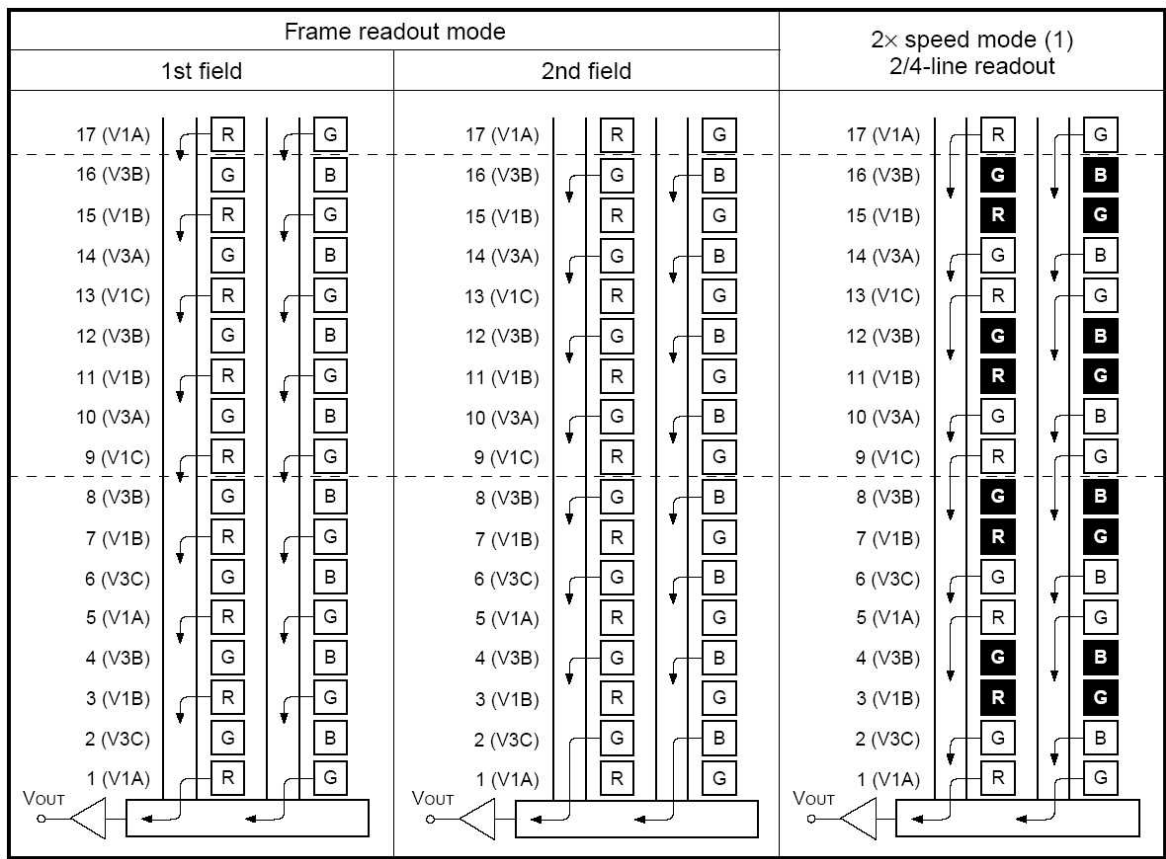 Frame readout mode
2× speed mode (1)
2/4-line readout
1st field
2nd field
17 (V1A) R G
16 (V3B) G B
15 (V1B) R G
14 (V3A) G B
13 (V1C) R G
12 (V3B) G B
11 (V1B) R G
10 (V3A) G B
9 (V1C) R G
8 (V3B) G B
7 (V1B) R G
6 (V3C) G B
5 (V1A) R G
4 (V3B) G B
3 (V1B) R G
2 (V3C) G B
1 (V1A) R G
VOUT
17 (V1A) R G
16 (V3B) G B
15 (V1B) R G
14 (V3A) G B
13 (V1C) R G
12 (V3B) G B
11 (V1B) R G
10 (V3A) G B
9 (V1C) R G
8 (V3B) G B
7 (V1B) R G
6 (V3C) G B
5 (V1A) R G
4 (V3B) G B
3 (V1B) R G
2 (V3C) G B
1 (V1A) R G
VOUT
17 (V1A) R G
16 (V3B) G B
15 (V1B) R G
14 (V3A) G B
13 (V1C) R G
12 (V3B) G B
11 (V1B) R G
10 (V3A) G B
9 (V1C) R G
8 (V3B) G B
7 (V1B) R G
6 (V3C) G B
5 (V1A) R G
4 (V3B) G B
3 (V1B) R G
2 (V3C) G B
1 (V1A) R G
VOUT